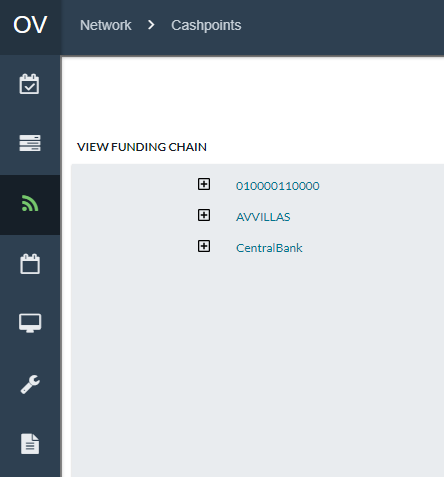 OV Network > Cashpoints
VIEW FUNDING CHAIN
010000110000
AVVILLAS
CentralBank